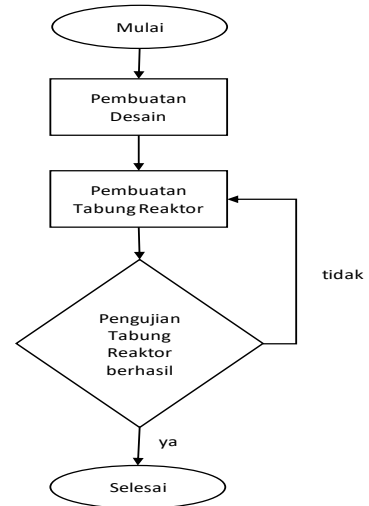 Mulai
Pembuatan
Desain
Pembuatan
Tabung Reaktor
tidak
Pengujian
Tabung
Reaktor
berhasil
ya
Selesai